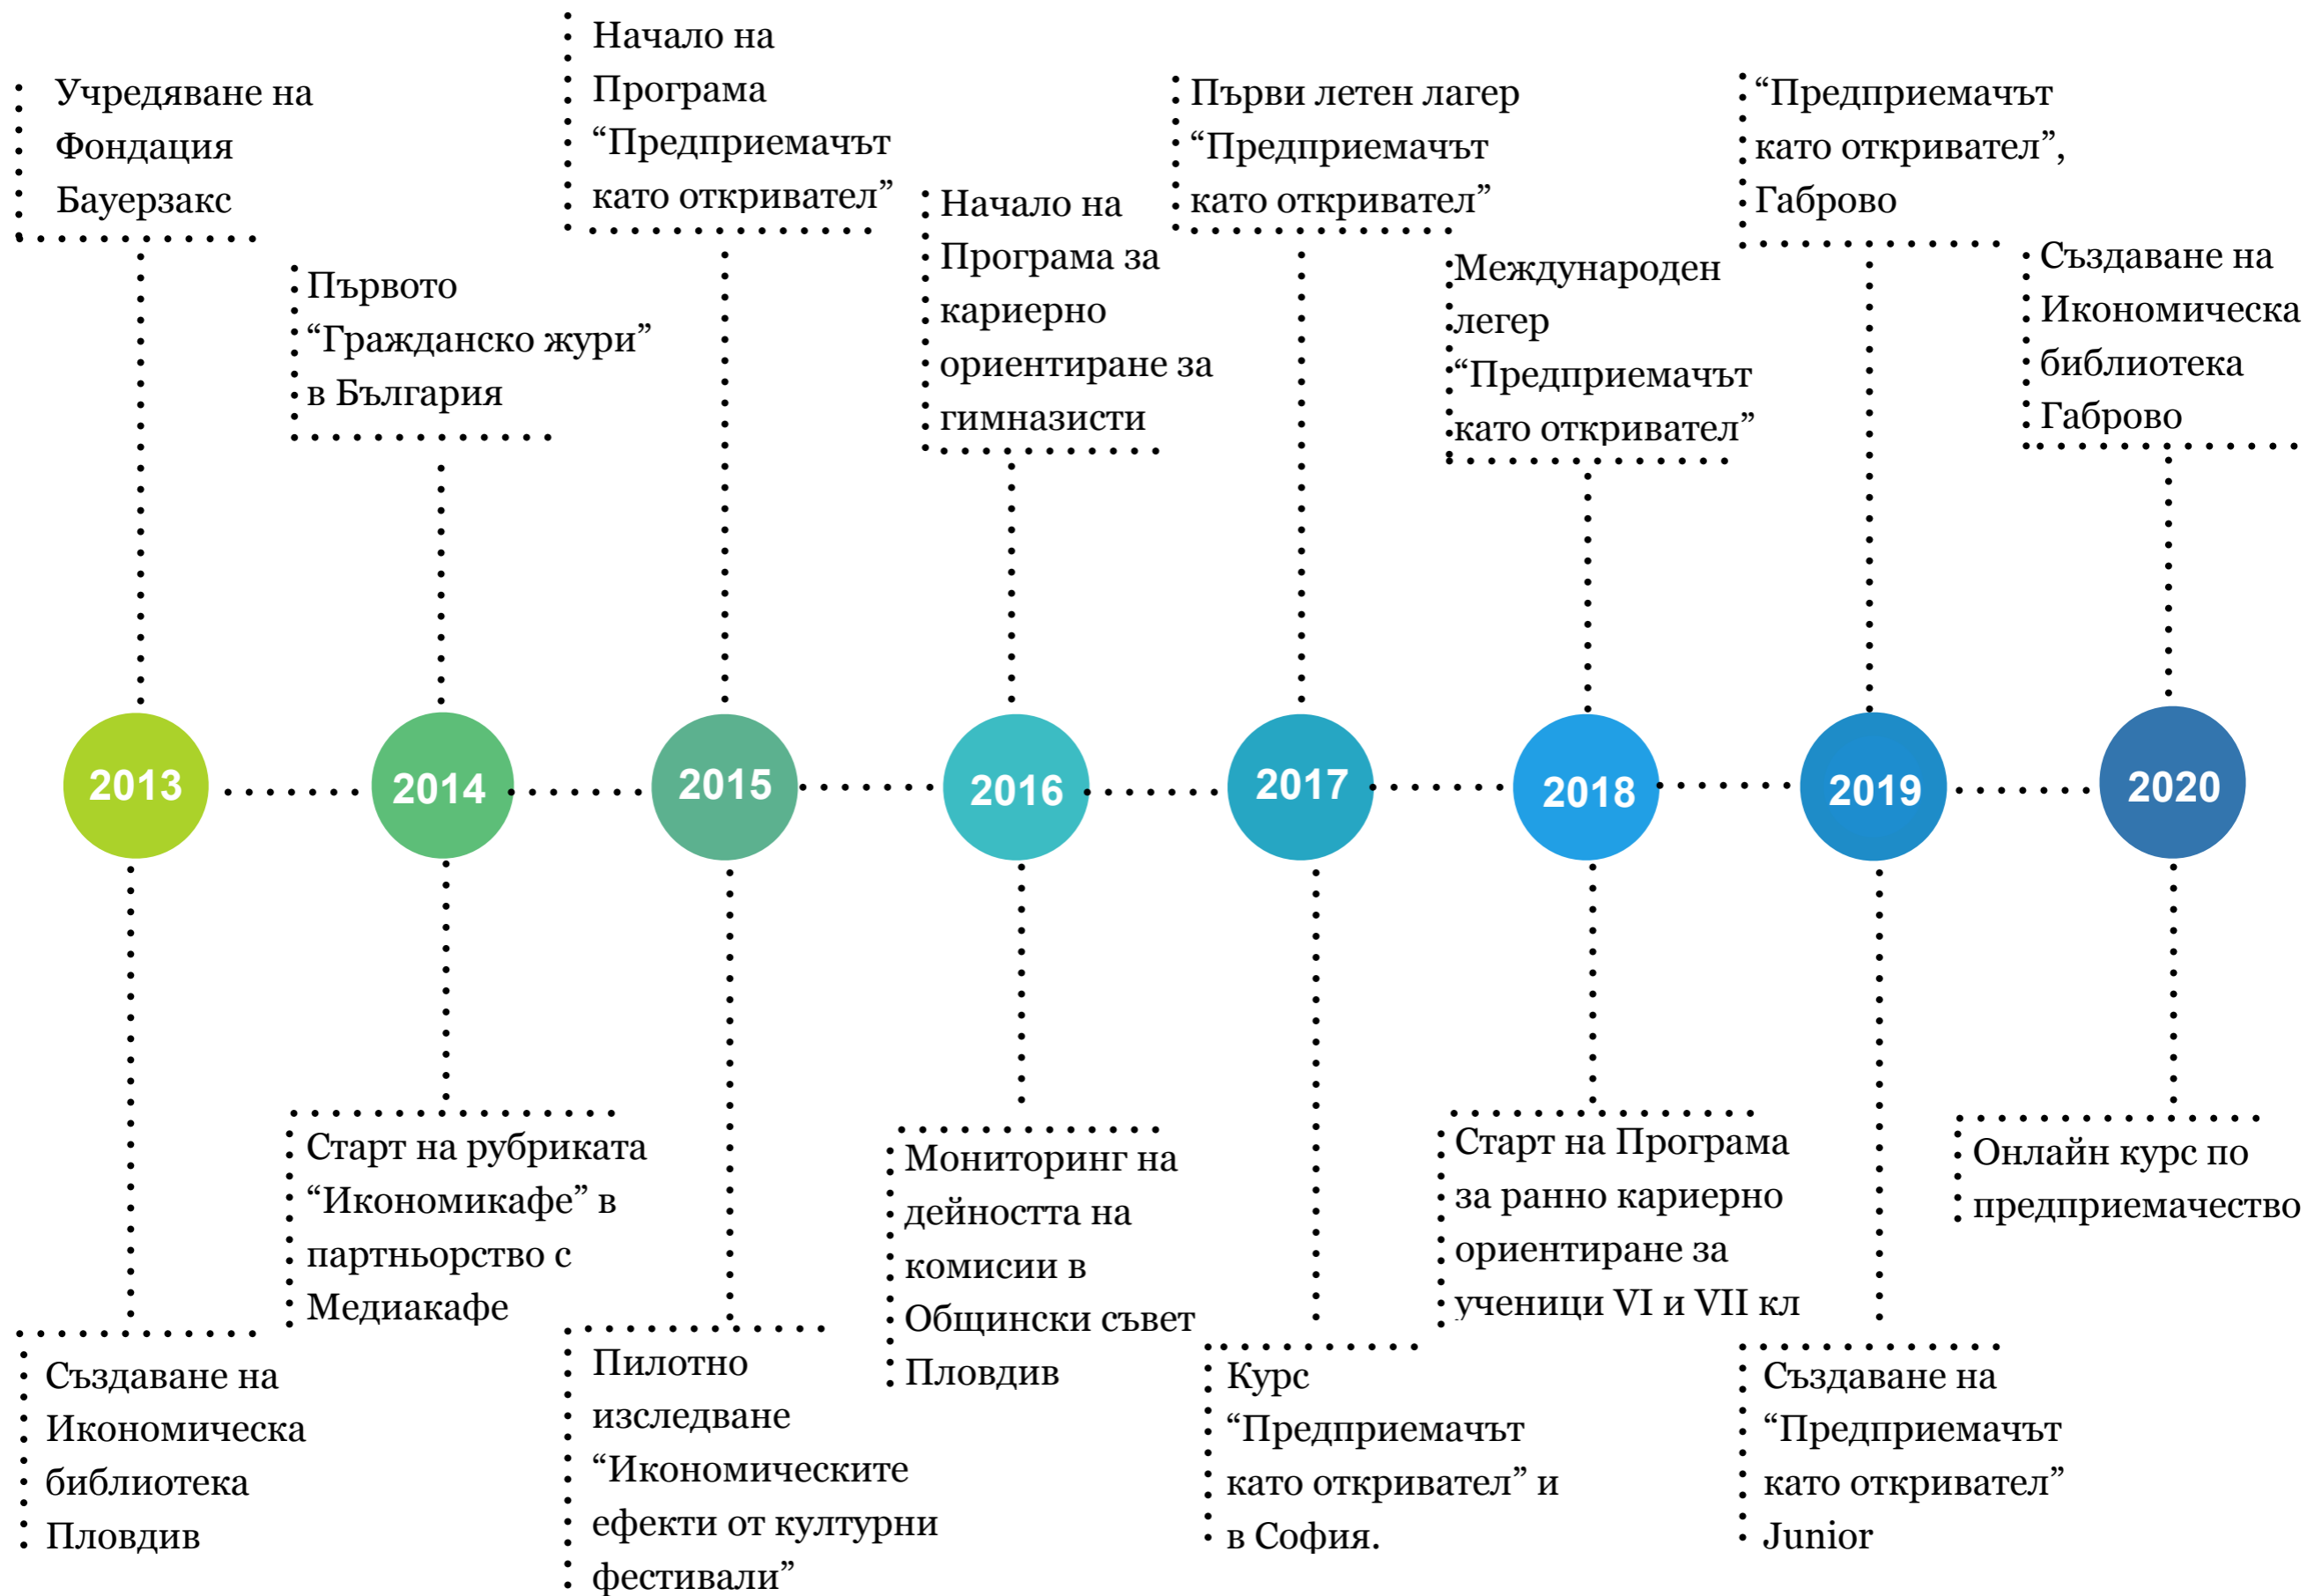 Учредяване на
Фондация
Бауерзакс
Първото
“Гражданско жури”
в България
Начало на
Програма
“Предприемачът
като откривател”
Начало на
Програма за
кариерно
ориентиране за
гимназисти
Първи летен лагер
“Предприемачът
като откривател”
Международен
легер
“Предприемачът
като откривател”
“Предприемачът
като откривател”,
Габрово
Създаване на
Икономическа
библиотека
Габрово
2013
2014
2015
2016
2017
2018
2019
2020
Създаване на
Икономическа
библиотека
Пловдив
Старт на рубриката
“Икономикафе” в
партньорство с
Медиакафе
Пилотно
изследване
“Икономическите
ефекти от културни
фестивали”
Мониторинг на
дейността на
комисии в
Общински съвет
Пловдив
Курс
“Предприемачът
като откривател” и
в София.
Старт на Програма
за ранно кариерно
ориентиране за
ученици VI и VII кл
Създаване на
“Предприемачът
като откривател”
Junior
Онлайн курс по
предприемачество